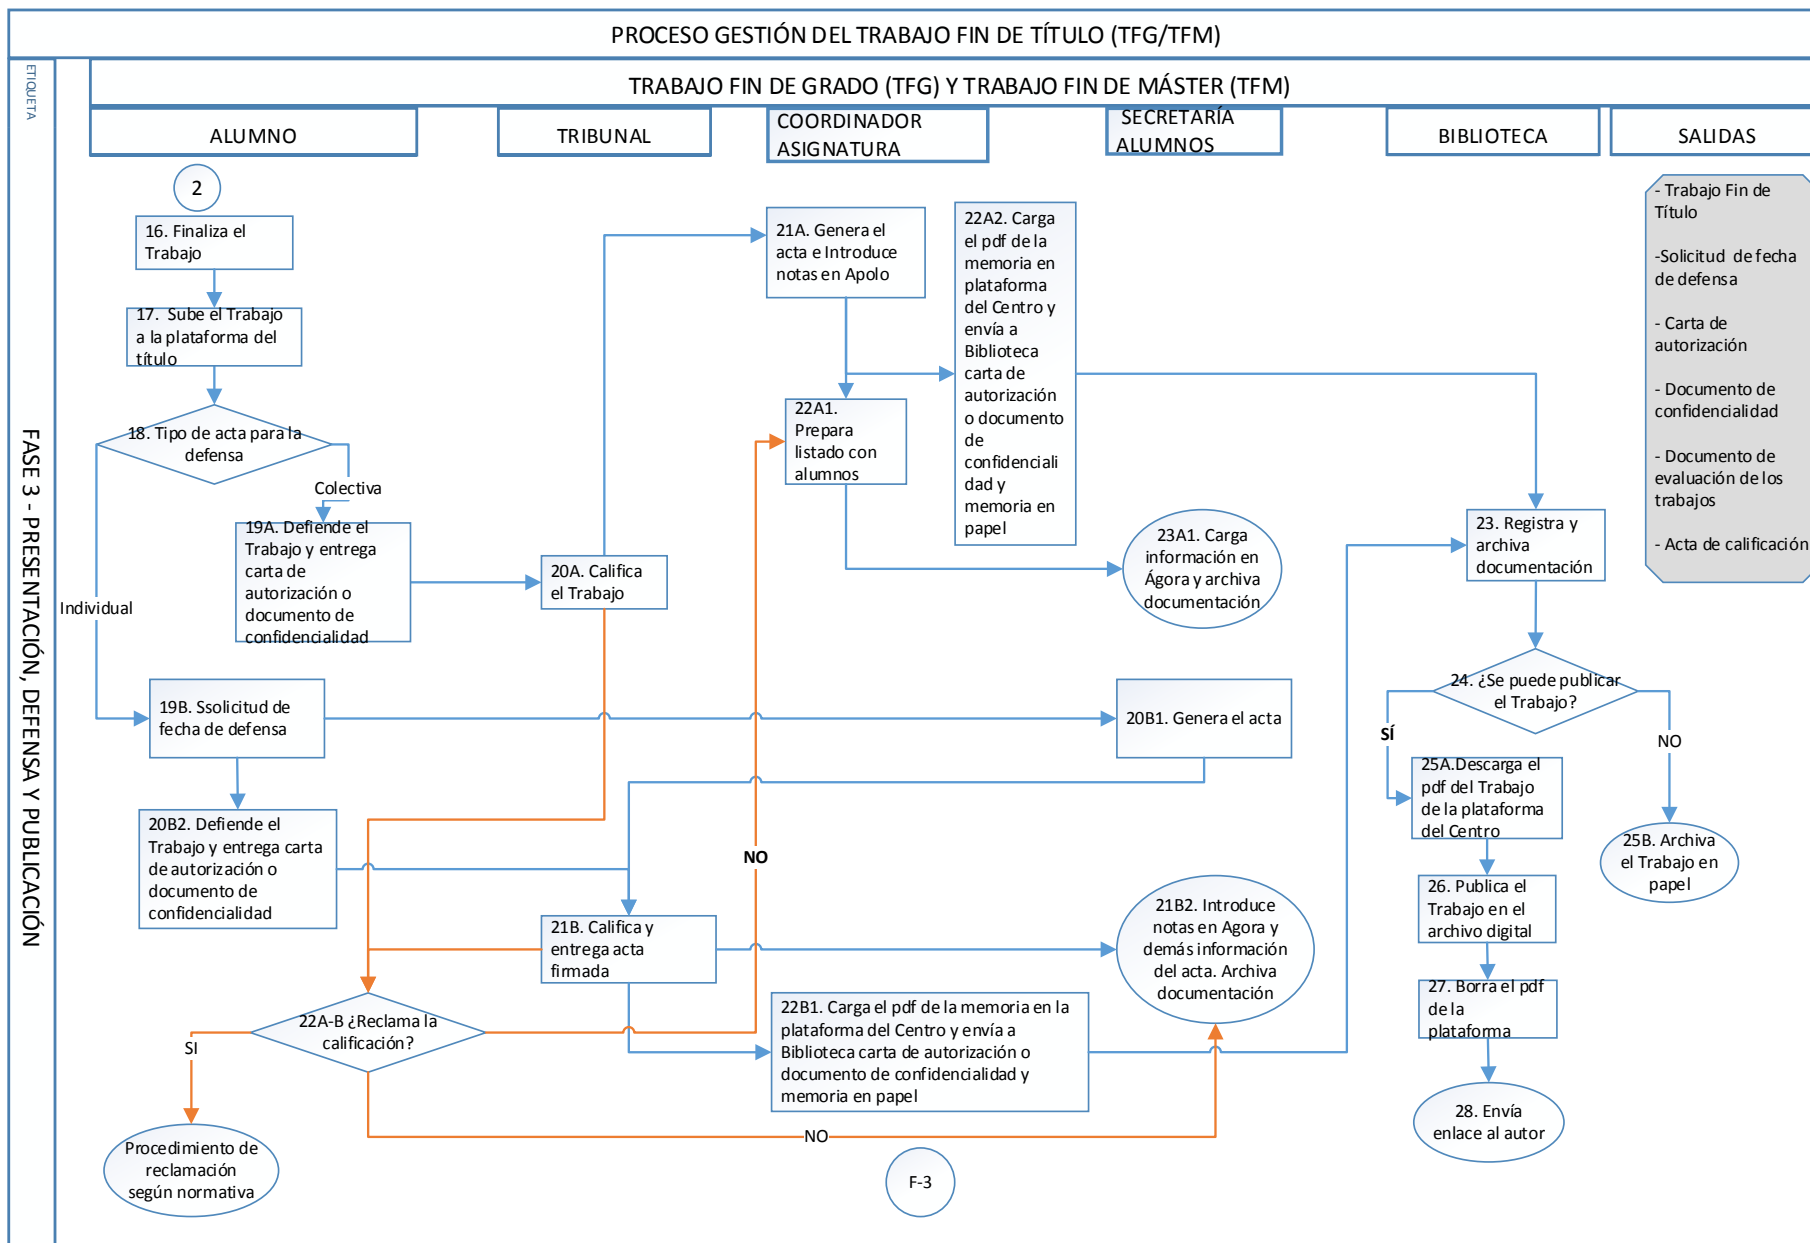 PROCESO GESTIÓN DEL TRABAJO FIN DE TÍTULO (TFG/TFM)
ETIQUETA
TRABAJO FIN DE GRADO (TFG) Y TRABAJO FIN DE MÁSTER (TFM)
ALUMNO
TRIBUNAL
COORDINADOR
ASIGNATURA
SECRETARÍA
ALUMNOS
BIBLIOTECA
SALIDAS
FASE 3 - PRESENTACIÓN, DEFENSA Y PUBLICACIÓN
2
16. Finaliza el
Trabajo
17. Sube el Trabajo
a la plataforma del
título
18. Tipo de acta para la
defensa
Colectiva
Individual
19A. Defiende el
Trabajo y entrega
carta de
autorización o
documento de
confidencialidad
20A. Califica
el Trabajo
21A. Genera el
acta e Introduce
notas en Apolo
22A2. Carga
el pdf de la
memoria en
plataforma
del Centro y
envía a
Biblioteca
carta de
autorización
o documento
de
confidenciali
dad y
memoria en
papel
22A1.
Prepara
listado con
alumnos
23A1. Carga
información en
Ágora y archiva
documentación
23. Registra y
archiva
documentación
- Trabajo Fin de
Título
-Solicitud de fecha
de defensa
- Carta de
autorización
- Documento de
confidencialidad
- Documento de
evaluación de los
trabajos
- Acta de calificación
19B. Ssolicitud de
fecha de defensa
20B1. Genera el acta
24. ¿Se puede publicar
el Trabajo?
SÍ
NO
20B2. Defiende el
Trabajo y entrega carta
de autorización o
documento de
confidencialidad
NO
25A.Descarga el
pdf del Trabajo
de la plataforma
del Centro
25B. Archiva
el Trabajo en
papel
21B. Califica y
entrega acta
firmada
21B2. Introduce
notas en Agora y
demás información
del acta. Archiva
documentación
26. Publica el
Trabajo en el
archivo digital
22A-B ¿Reclama la
calificación?
SI
22B1. Carga el pdf de la memoria en la
plataforma del Centro y envía a
Biblioteca carta de autorización o
documento de confidencialidad y
memoria en papel
27. Borra el pdf
de la
plataforma
NO
Procedimiento de
reclamación
según normativa
28. Envía
enlace al autor
F-3